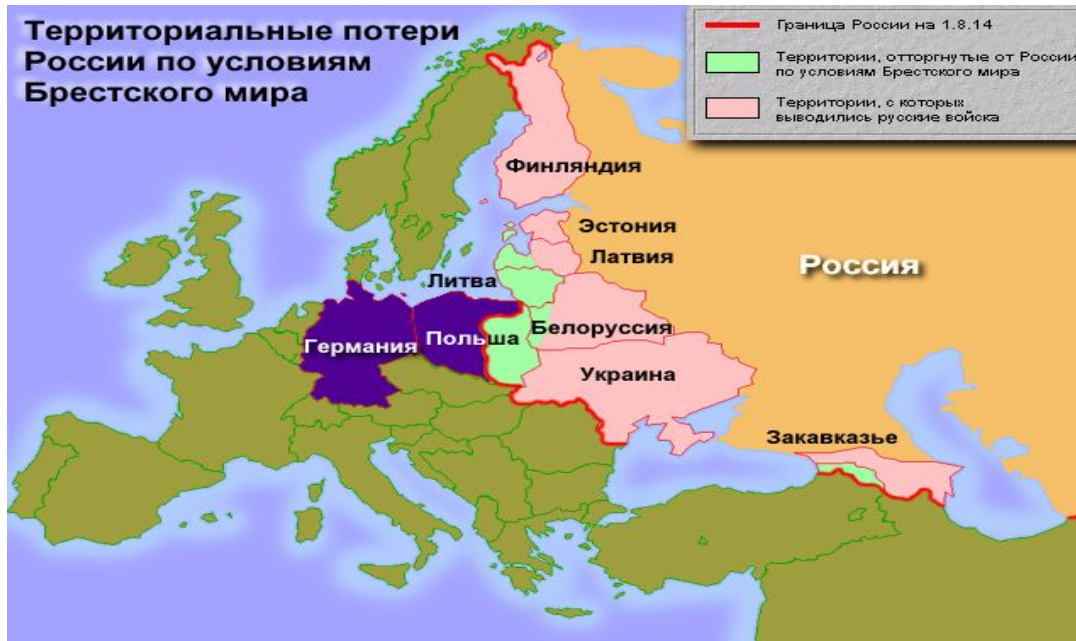 Территориальные потери
России по условиям
Брестского мира
Граница России на 1.8.14
Территории, отторгнутые от России
по условиям Брестского мира
Территории, с которых
выводились русские войска
Финляндия
Эстония
Латвия
Литва
Россия
Белоруссия
Германия
Польша
Украина
Закавказье